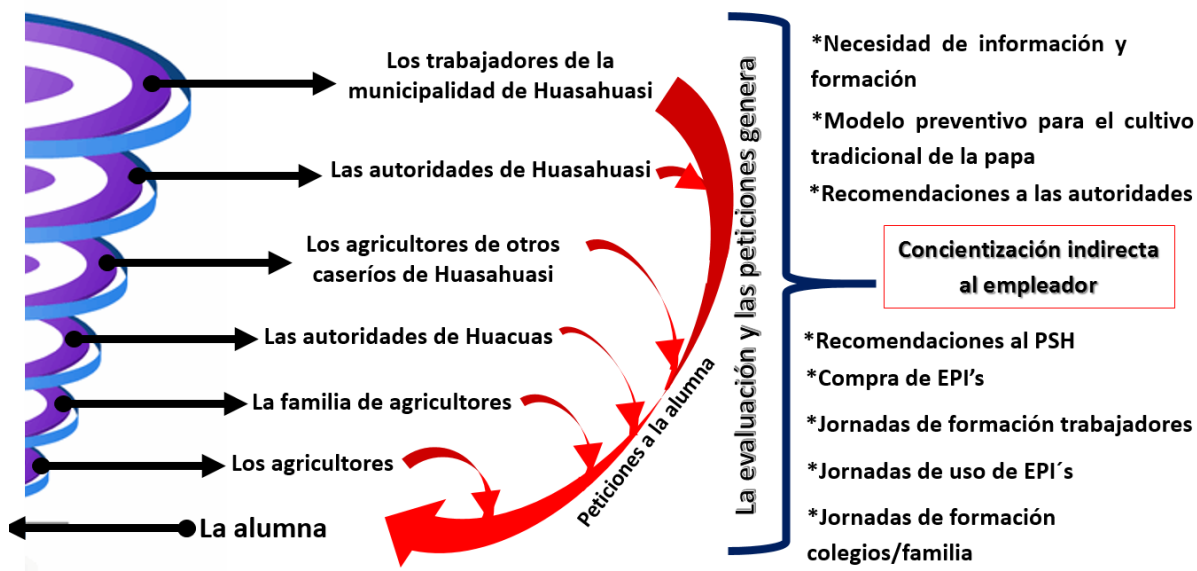 Los trabajadores de la
municipalidad de Huasahuasi
Las autoridades de Huasahuasi
Los agricultores de otros
caseríos de Huasahuasi
Las autoridades de Huacuas
La familia de agricultores
Los agricultores
La alumna
Peticiones a la alumna
La evaluación y las peticiones genera
*Necesidad de información y
formación
*Modelo preventivo para el cultivo
tradicional de la papa
*Recomendaciones a las autoridades
Concientización indirecta
al empleador
*Recomendaciones al PSH
*Compra de EPI’s
*Jornadas de formación trabajadores
*Jornadas de uso de EPI´s
*Jornadas de formación
colegios/familia